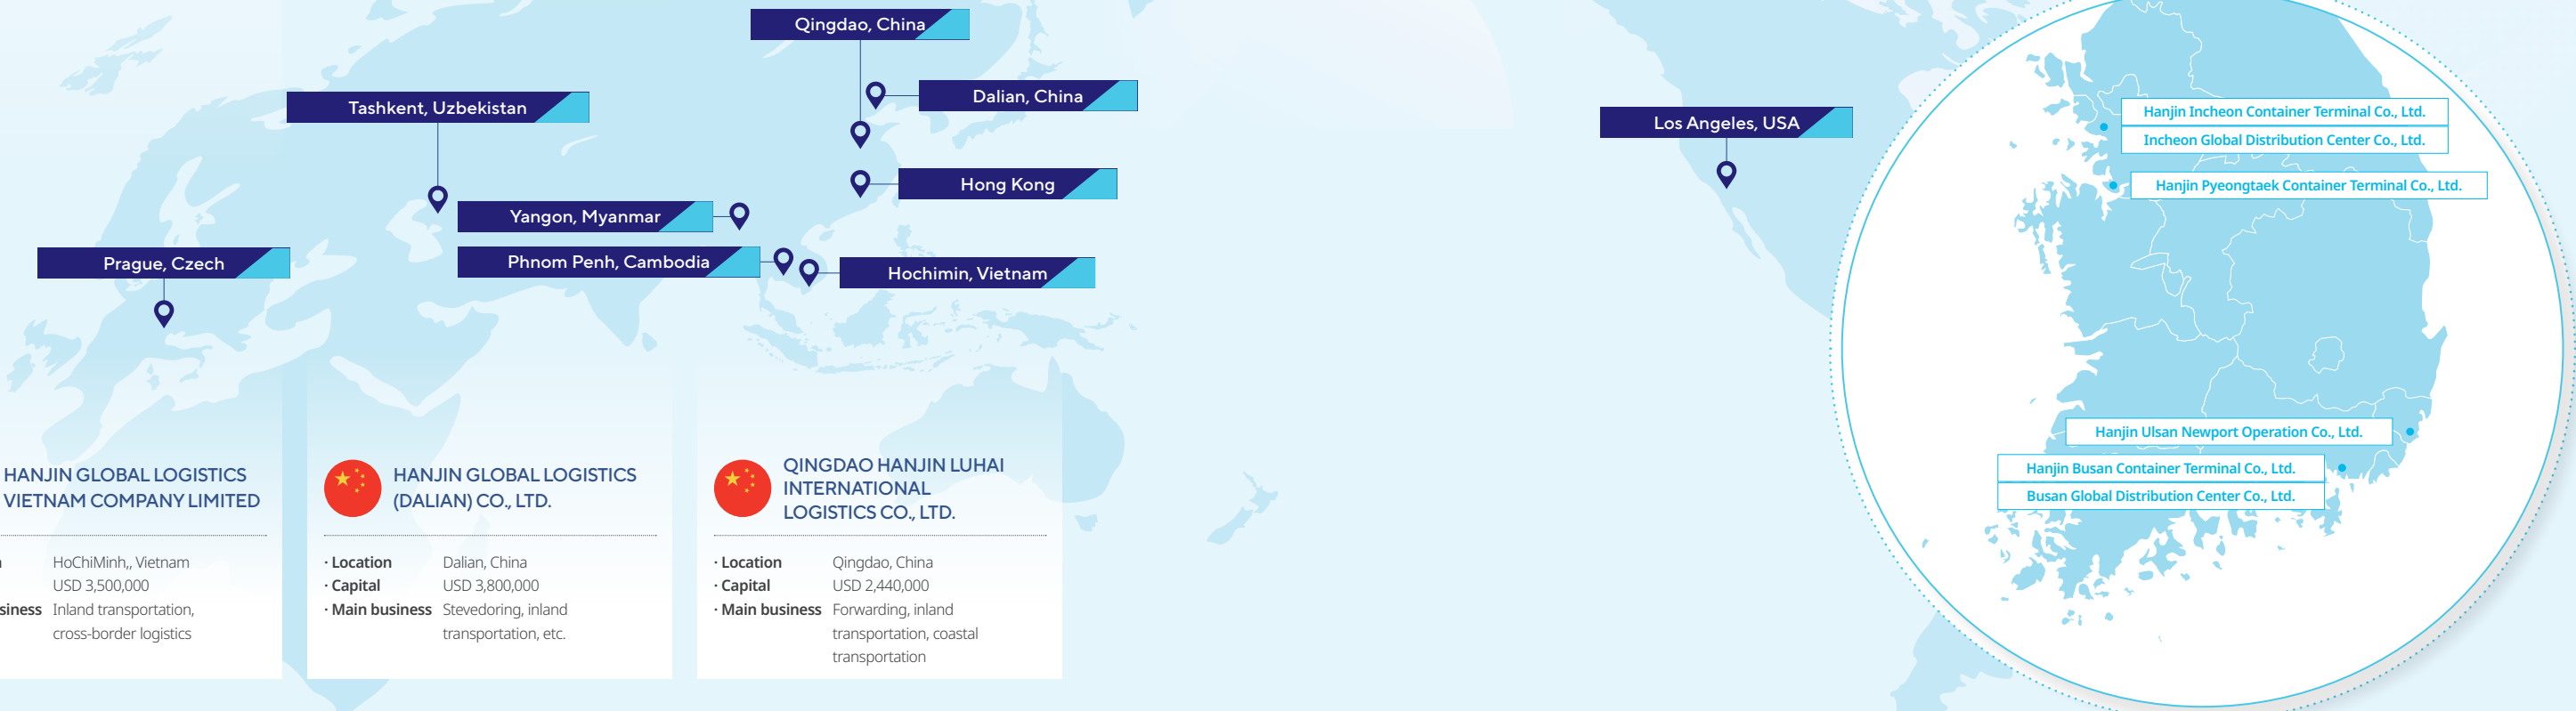 Qingdao, China
Dalian, China
Tashkent, Uzbekistan
Los Angeles, USA
Hong Kong
Yangon, Myanmar
Prague, Czech
Phnom Penh, Cambodia
Hochimin, Vietnam
Hanjin Incheon Container Terminal Co., Ltd.
Incheon Global Distribution Center Co., Ltd.
Hanjin Pyeongtaek Container Terminal Co., Ltd.
Hanjin Ulsan Newport Operation Co., Ltd.
Hanjin Busan Container Terminal Co., Ltd.
Busan Global Distribution Center Co., Ltd.
HANJIN GLOBAL LOGISTICS
VIETNAM COMPANY LIMITED
HoChiMinh,, Vietnam
USD 3,500,000
siness Inland transportation,
cross-border logistics
HANJIN GLOBAL LOGISTICS
(DALIAN) CO., LTD.
· Location Dalian, China
· Capital USD 3,800,000
· Main business Stevedoring, inland
transportation, etc.
QINGDAO HANJIN LUHAI
INTERNATIONAL
LOGISTICS CO., LTD.
· Location Qingdao, China
· Capital USD 2,440,000
· Main business Forwarding, inland
transportation, coastal
transportation